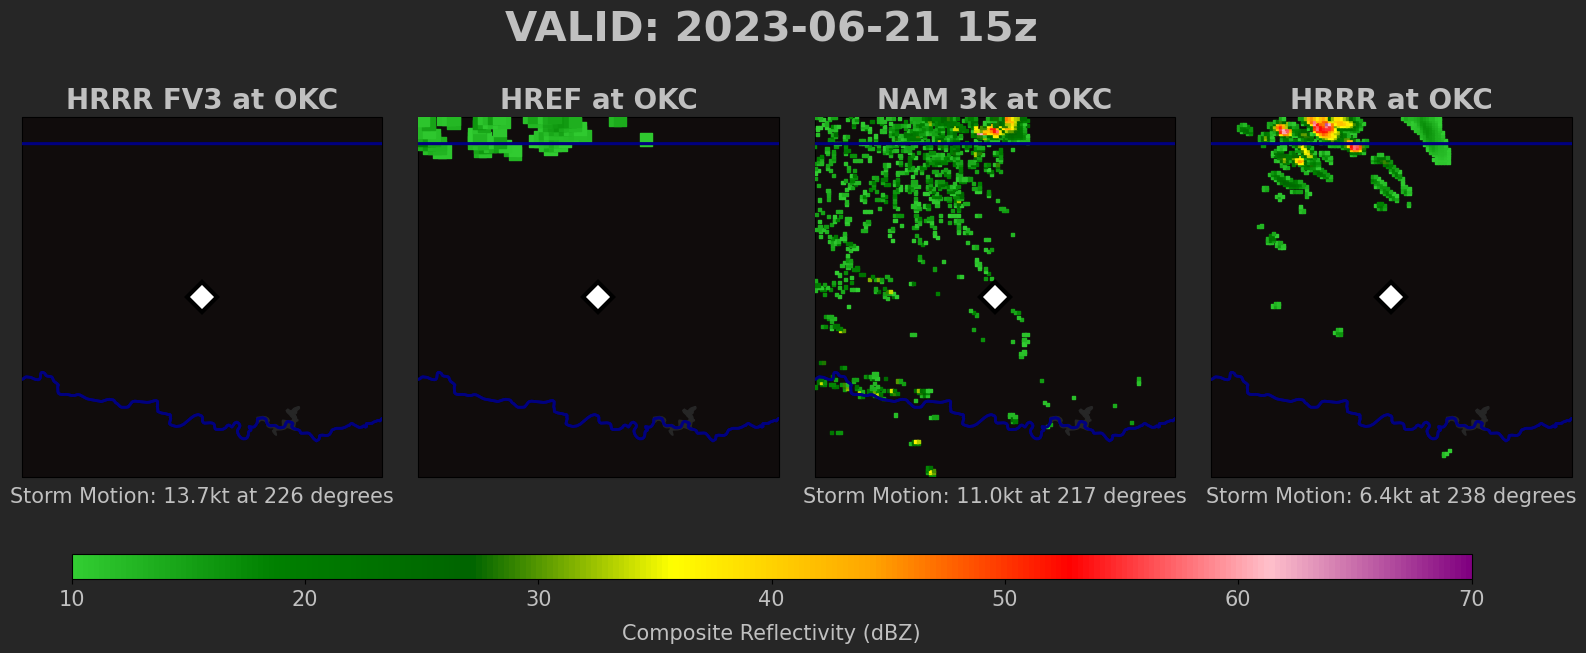 VALID: 2023-06-21 15z
HRRR FV3 at OKC
HREF at OKC
NAM 3k at OKC
HRRR at OKC
Storm Motion: 13.7kt at 226 degrees
Storm Motion: 11.0kt at 217 degrees
Storm Motion: 6.4kt at 238 degrees
10 20 30 40 50 60 70
Composite Reflectivity (dBZ)